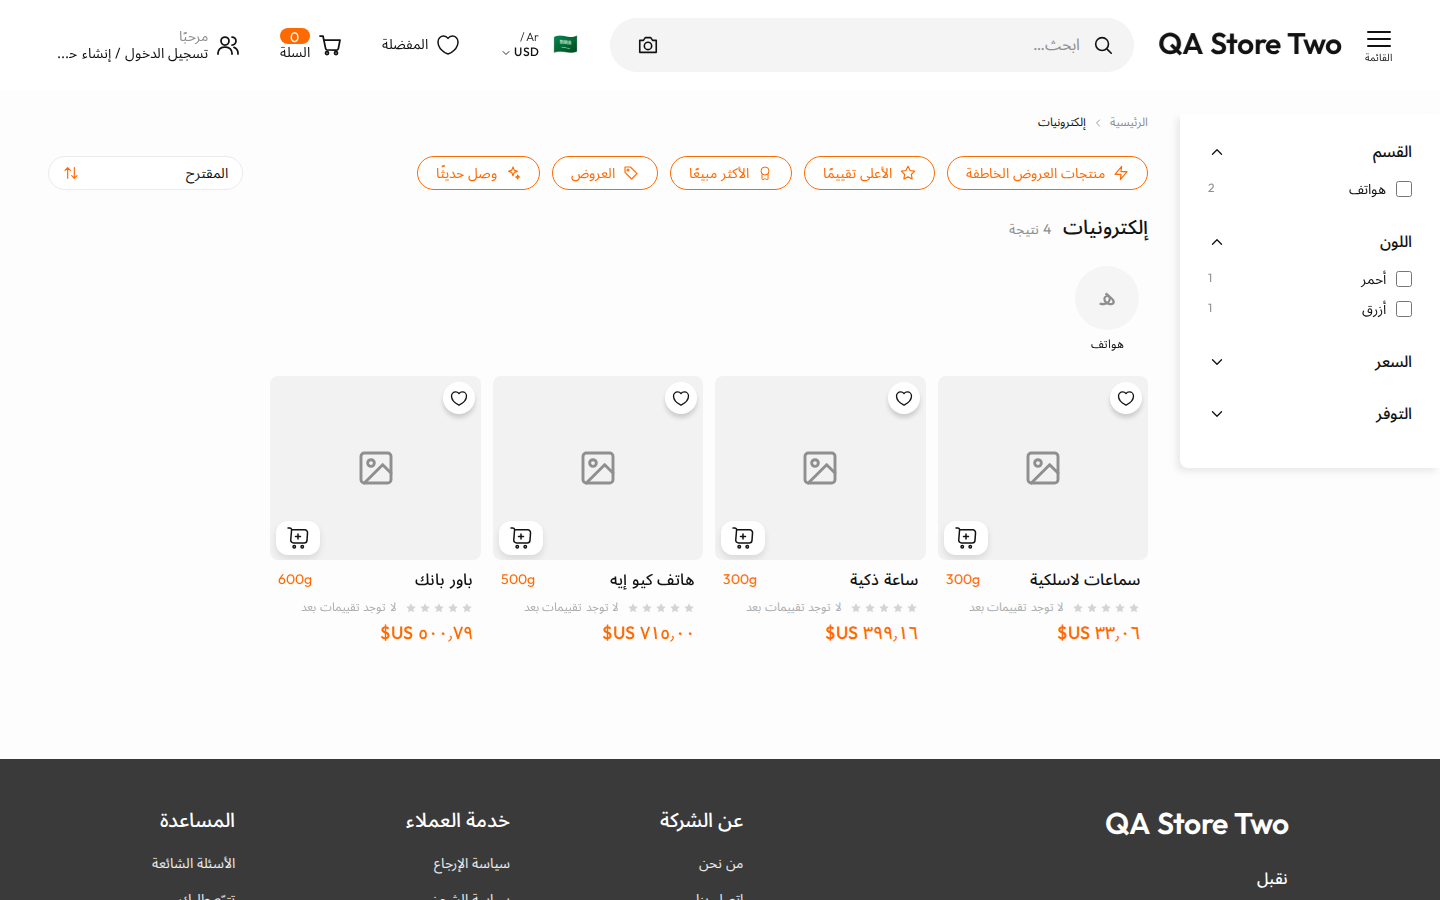 القائمة
QA Store Two
ابحث...
/ Ar
USD
المفضلة
0
السلة
مرحبًا
تسجيل الدخول / إنشاء حـ...
الرئيسية
إلكترونيات
القسم
هواتف
2
اللون
أحمر
1
أزرق
1
السعر
التوفر
منتجات العروض الخاطفة
الأعلى تقييمًا
الأكثر مبيعًا
العروض
وصل حديثًا
المقترح
إلكترونيات
4 نتيجة
هـ
هواتف
سماعات لاسلكية
300g
لا توجد تقييمات بعد
٣٣٫٠٦ US$
ساعة ذكية
300g
لا توجد تقييمات بعد
٣٩٩٫١٦ US$
هاتف كيو إيه
500g
لا توجد تقييمات بعد
٧١٥٫٠٠ US$
باور بانك
600g
لا توجد تقييمات بعد
٥٠٠٫٧٩ US$
QA Store Two
نقبل
عن الشركة
من نحن
خدمة العملاء
سياسة الإرجاع
المساعدة
الأسئلة الشائعة